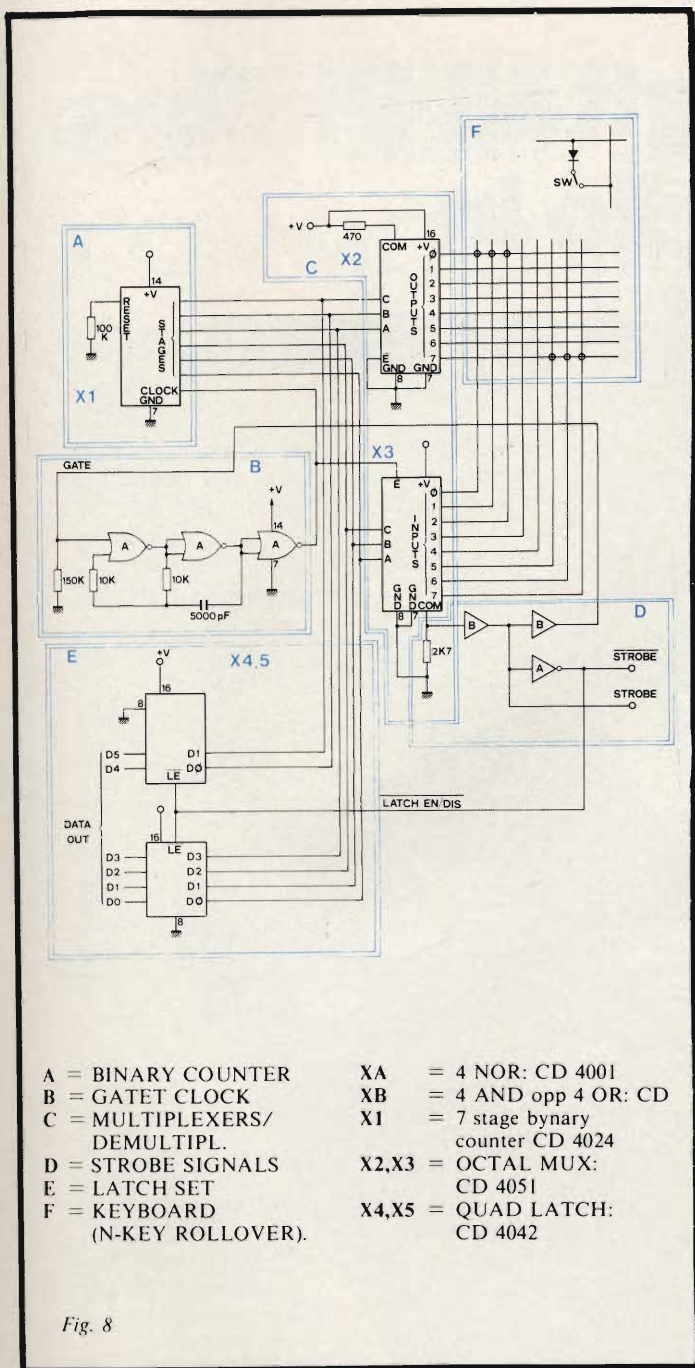 F
SW
A
+V
14
RESET
STAGES
100
K
CLOCK
GND
7
X1
+V
470
16
COM
+V
X2
C
OUTPUTS
C
B
A
E
GND
GND
8
7
Ø
1
2
3
4
5
6
7
GATE
B
+V
14
A
A
A
7
150K
10K
10K
5000pF
X3
E
+V
INPUTS
C
B
A
GND
GND
COM
8
7
Ø
1
2
3
4
5
6
7
2K7
D
B
B
A
STROBE
STROBE
E
X4,5
+V
16
8
D5
D4
D1
DØ
LE
LATCH EN/DIS
DATA
OUT
16
LE
D3
D2
D1
D0
D3
D2
D1
DØ
8
A = BINARY COUNTER
B = GATET CLOCK
C = MULTIPLEXERS/
DEMULTIPL.
D = STROBE SIGNALS
E = LATCH SET
F = KEYBOARD
(N-KEY ROLLOVER).
XA = 4 NOR: CD 4001
XB = 4 AND opp 4 OR: CD
X1 = 7 stage bynary
counter CD 4024
X2,X3 = OCTAL MUX:
CD 4051
X4,X5 = QUAD LATCH:
CD 4042
Fig. 8